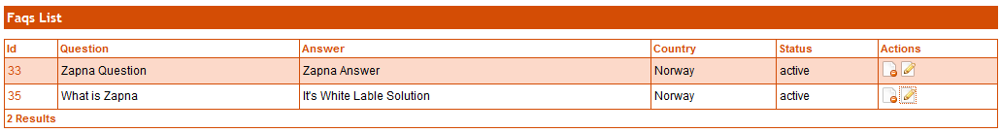 Faqs List
Id Question Answer Country Status Actions
33 Zapna Question Zapna Answer Norway active
35 What is Zapna It's White Lable Solution Norway active
2 Results